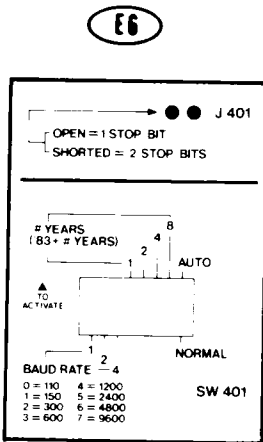 E6
J 401
OPEN = 1 STOP BIT
SHORTED = 2 STOP BITS
# YEARS
(83 + # YEARS)
8
4
2
1
AUTO
TO
ACTIVATE
1
2
4
NORMAL
BAUD RATE
0 = 110 4 = 1200
1 = 150 5 = 2400
2 = 300 6 = 4800
3 = 600 7 = 9600
SW 401